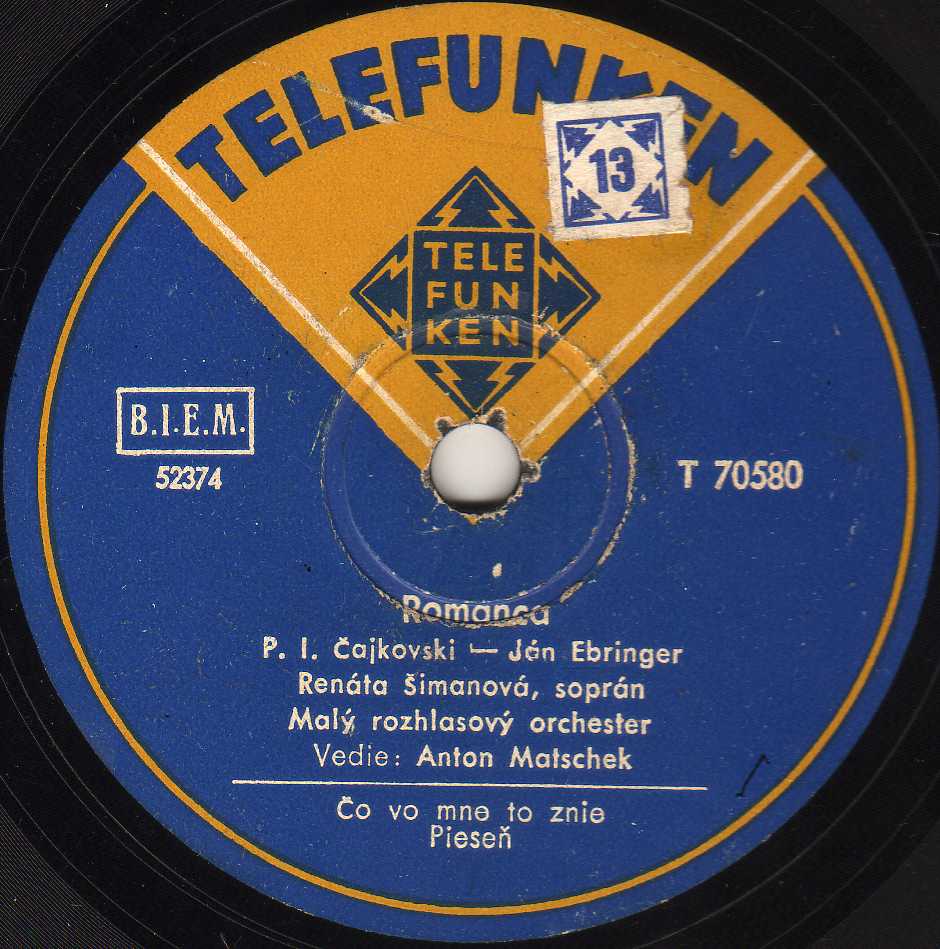 TELEFUNKEN
13
TELE
FUN
KEN
B.I.E.M.
52374
T 70580
Romanca
P. I. Čajkovski — Ján Ebringer
Renáta Šimanová, soprán
Malý rozhlasový orchester
Vedie: Anton Matschek
Čo vo mne to znie
Pieseň